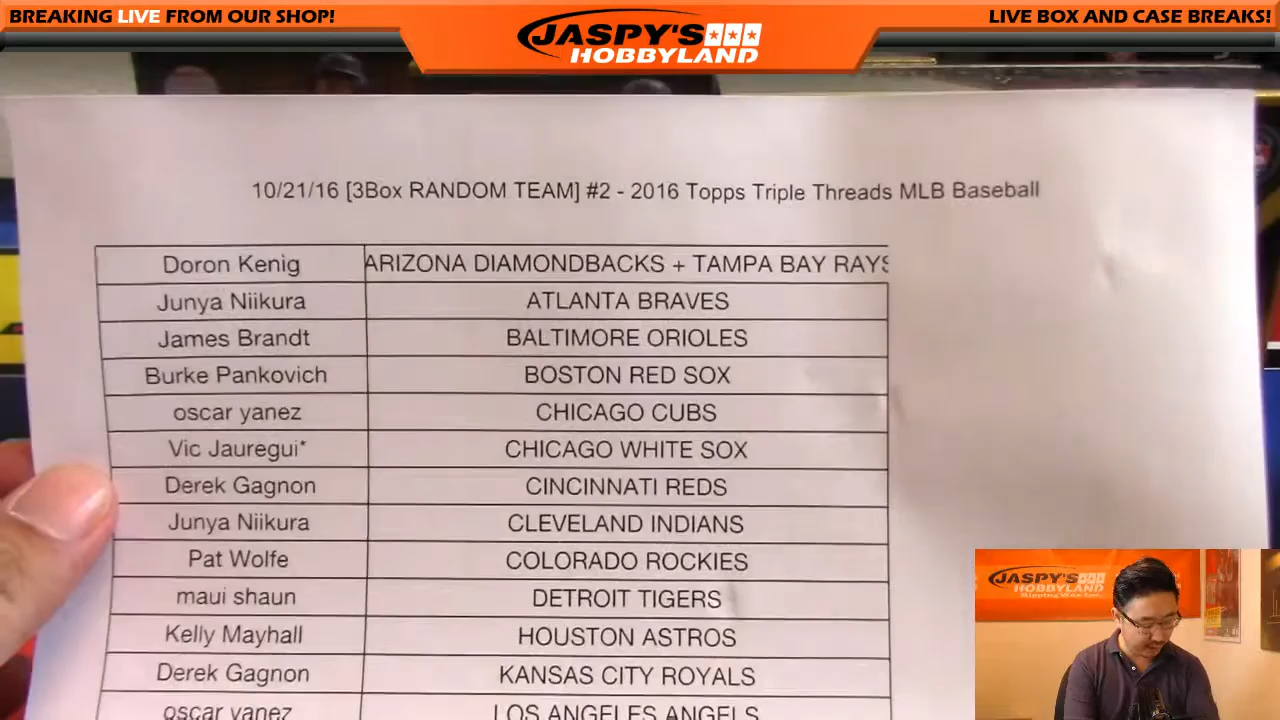 BREAKING LIVE FROM OUR SHOP!
JASPY'S
HOBBYLAND
LIVE BOX AND CASE BREAKS!
10/21/16 [3Box RANDOM TEAM] #2 - 2016 Topps Triple Threads MLB Baseball
Doron Kenig ARIZONA DIAMONDBACKS + TAMPA BAY RAYS
Junya Niikura ATLANTA BRAVES
James Brandt BALTIMORE ORIOLES
Burke Pankovich BOSTON RED SOX
oscar yanez CHICAGO CUBS
Vic Jauregui* CHICAGO WHITE SOX
Derek Gagnon CINCINNATI REDS
Junya Niikura CLEVELAND INDIANS
Pat Wolfe COLORADO ROCKIES
maui shaun DETROIT TIGERS
Kelly Mayhall HOUSTON ASTROS
Derek Gagnon KANSAS CITY ROYALS
oscar yanez LOS ANGELES ANGELS
JASPY'S
HOBBYLAND
RippingWax.com